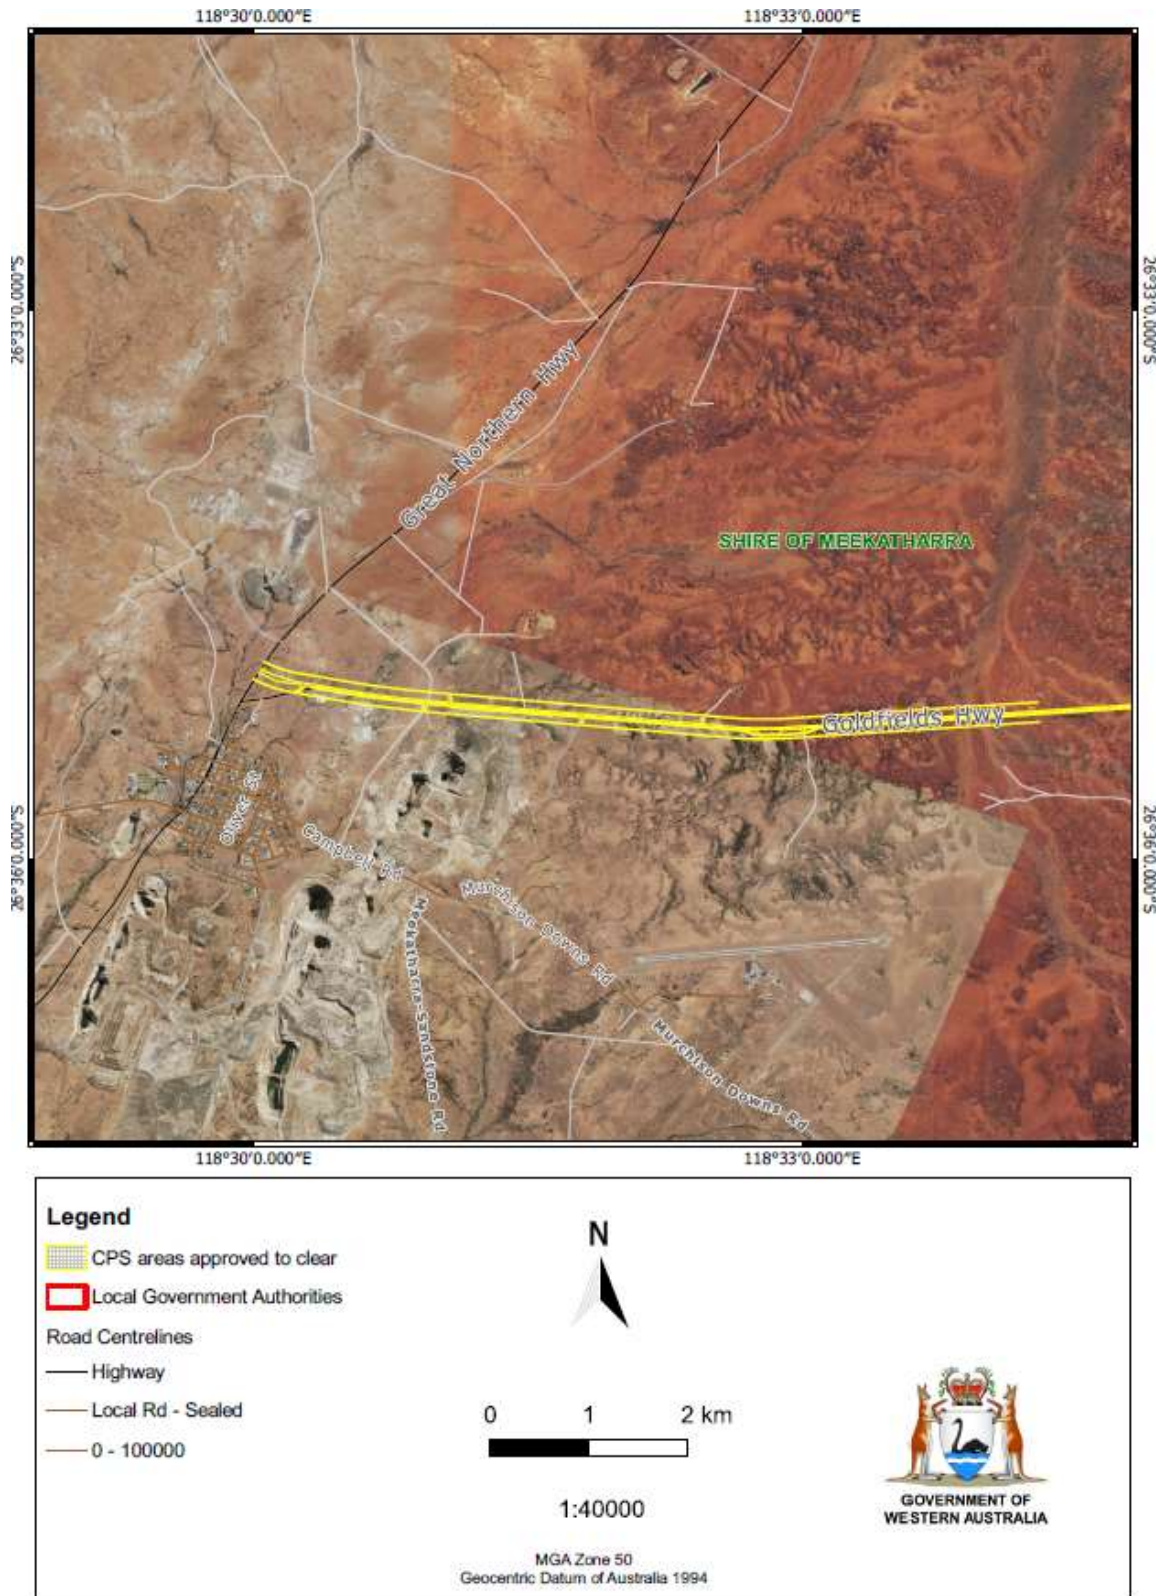 118°30'0.000"E
118°33'0.000"E
26°33'0.000"S
26°33'0.000"S
Great Northern Hwy
SHIRE OF MEEKATHARRA
Goldfields Hwy
Oliver St
Campbell Rd
26°36'0.000"S
26°36'0.000"S
Murchison Downs Rd
Meekatharra-Sandstone Rd
Murchison Downs Rd
118°30'0.000"E
118°33'0.000"E
Legend
CPS areas approved to clear
Local Government Authorities
Road Centrelines
Highway
Local Rd - Sealed
0 - 100000
N
0 1 2 km
1:40000
MGA Zone 50
Geocentric Datum of Australia 1994
GOVERNMENT OF
WESTERN AUSTRALIA